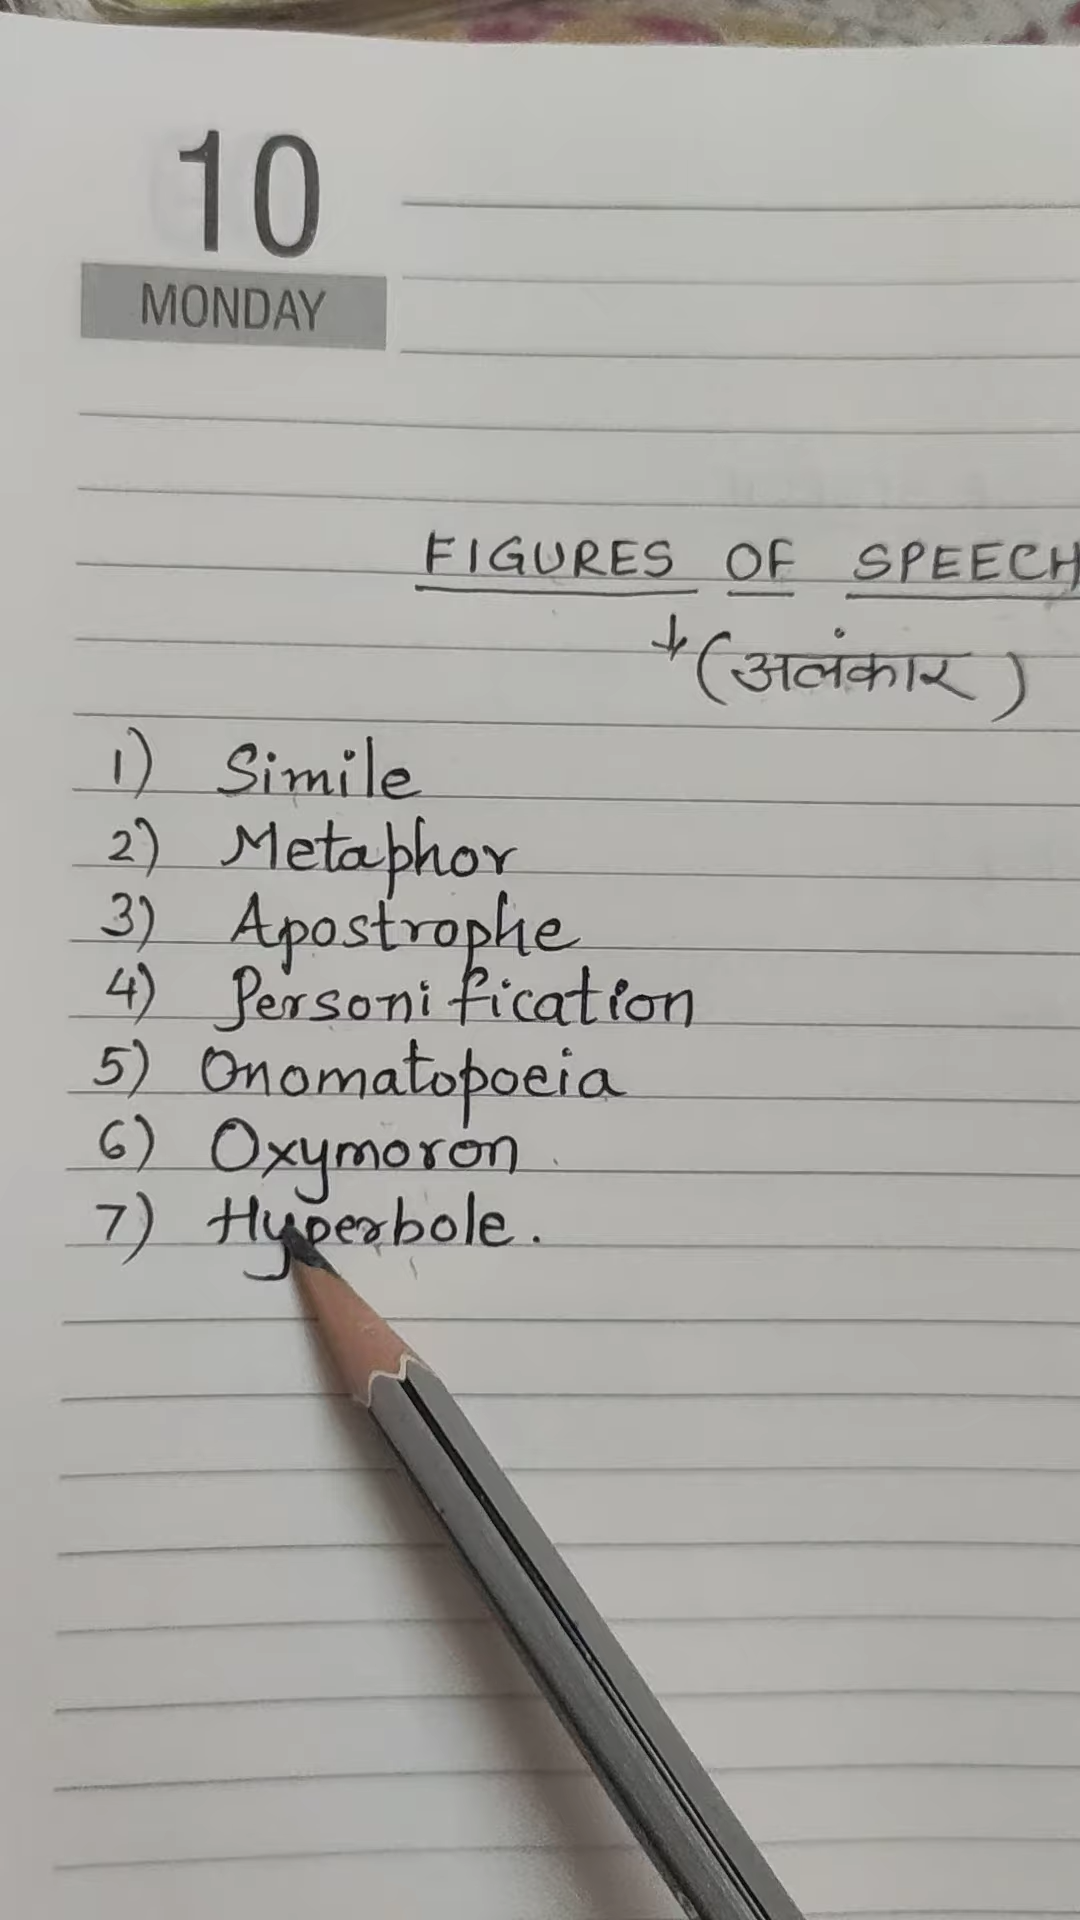 10
MONDAY
FIGURES OF SPEECH
↓ (अलंकार)
1) Simile
2) Metaphor
3) Apostrophe
4) Personification
5) Onomatopoeia
6) Oxymoron
7) Hyperbole.